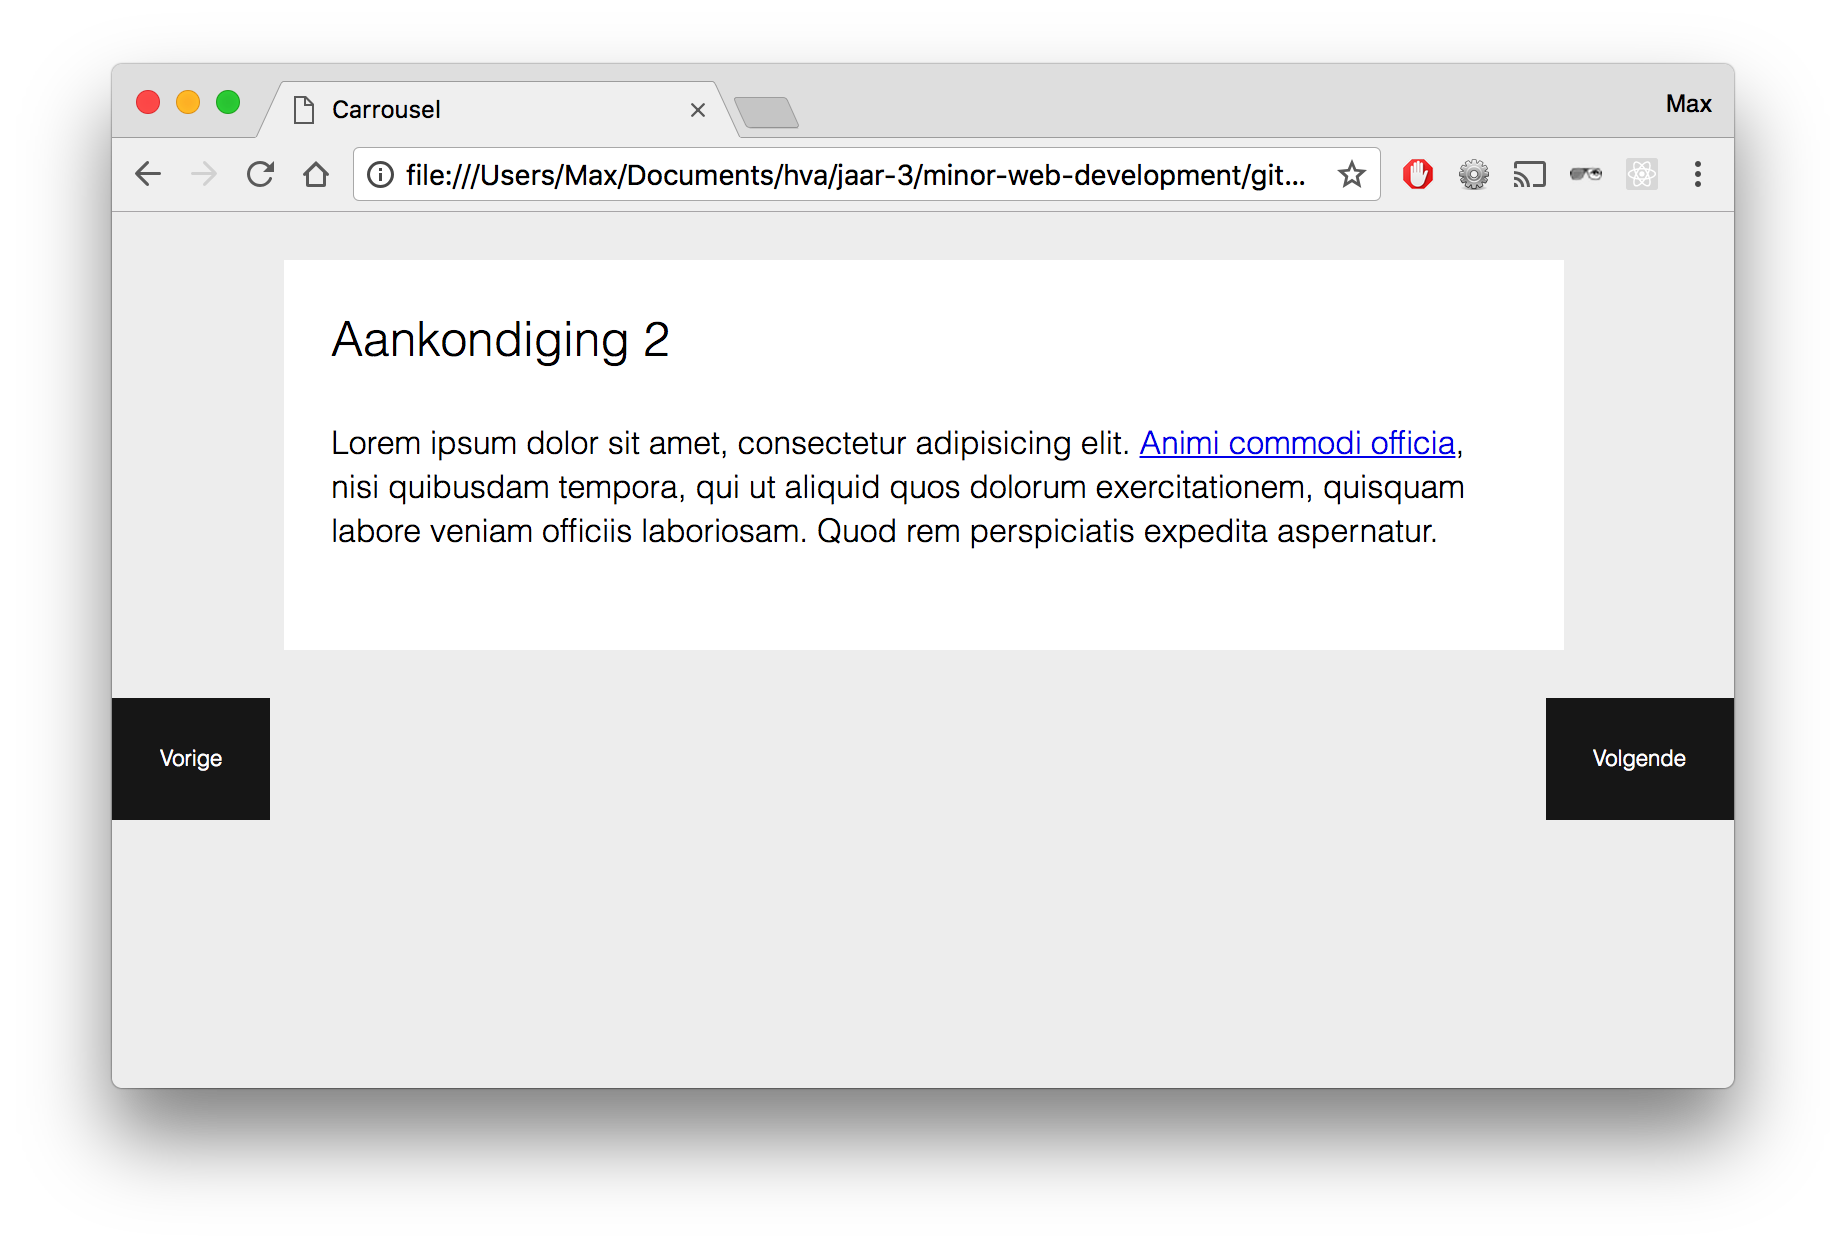 Carrousel
Max
file:///Users/Max/Documents/hva/jaar-3/minor-web-development/git...
Aankondiging 2
Lorem ipsum dolor sit amet, consectetur adipisicing elit. Animi commodi officia,
nisi quibusdam tempora, qui ut aliquid quos dolorum exercitationem, quisquam
labore veniam officiis laboriosam. Quod rem perspiciatis expedita aspernatur.
Vorige
Volgende